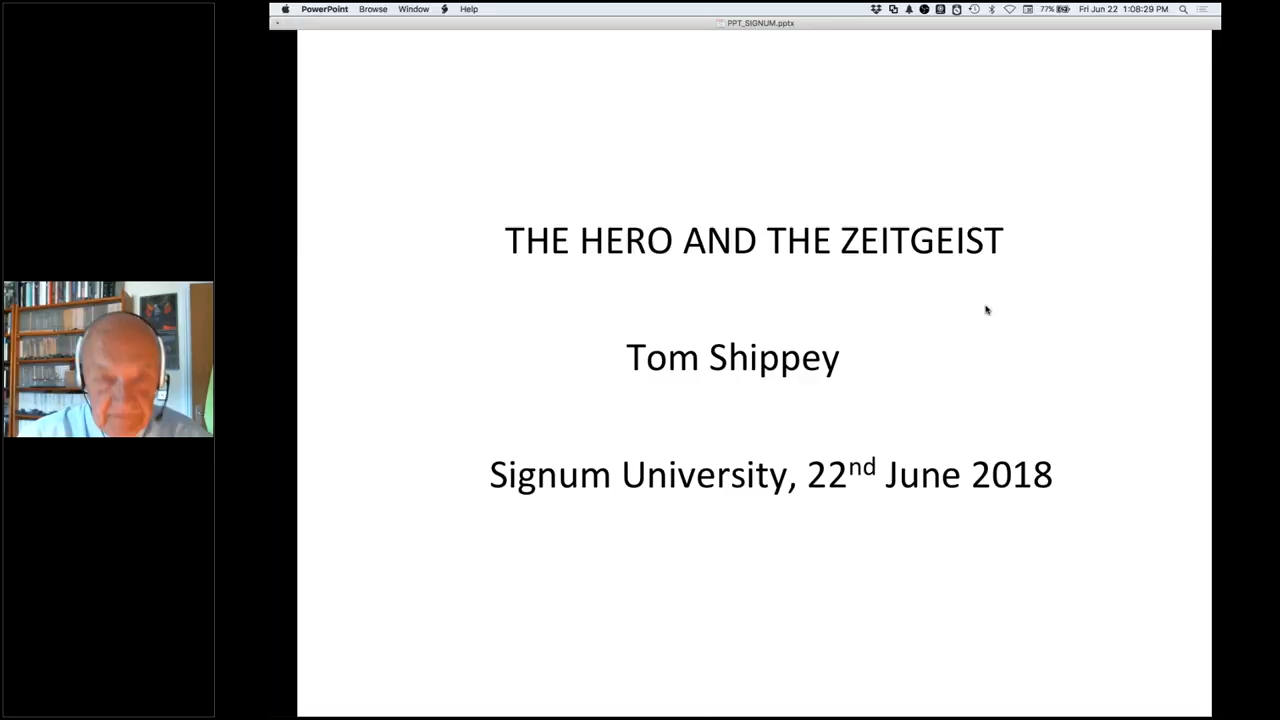 PowerPoint Browse Window Help 77% Fri Jun 22 1:08:29 PM
PPT_SIGNUM.pptx
THE HERO AND THE ZEITGEIST
Tom Shippey
Signum University, 22nd June 2018